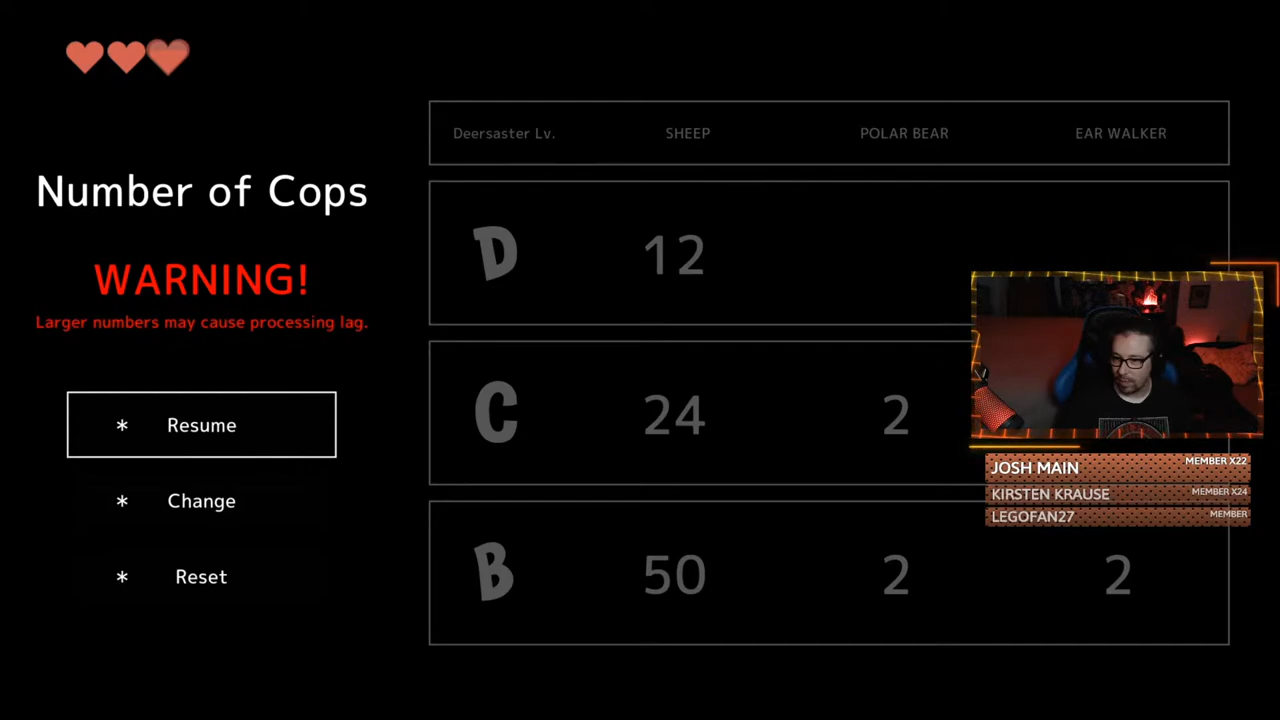 Number of Cops
WARNING!
Larger numbers may cause processing lag.
* Resume
* Change
* Reset
Deersaster Lv. SHEEP POLAR BEAR EAR WALKER
D 12
C 24 2
B 50 2 2
JOSH MAIN MEMBER X22
KIRSTEN KRAUSE MEMBER X24
LEGOFAN27 MEMBER